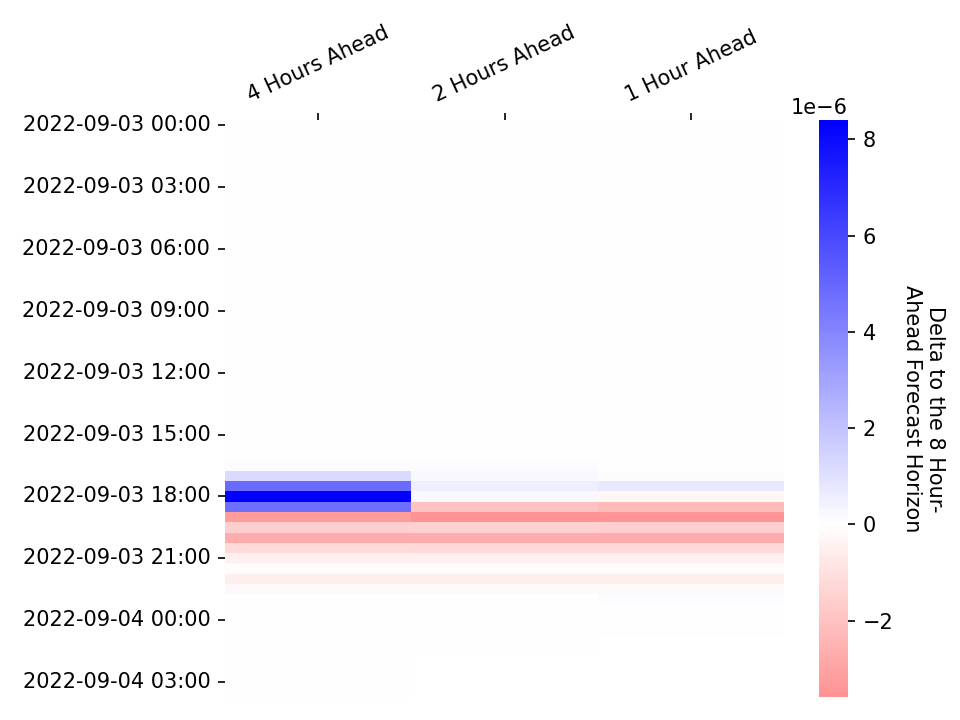 4 Hours Ahead
2 Hours Ahead
1 Hour Ahead
1e−6
2022-09-03 00:00
2022-09-03 03:00
2022-09-03 06:00
2022-09-03 09:00
2022-09-03 12:00
2022-09-03 15:00
2022-09-03 18:00
2022-09-03 21:00
2022-09-04 00:00
2022-09-04 03:00
8
6
4
2
0
−2
Delta to the 8 Hour-
Ahead Forecast Horizon